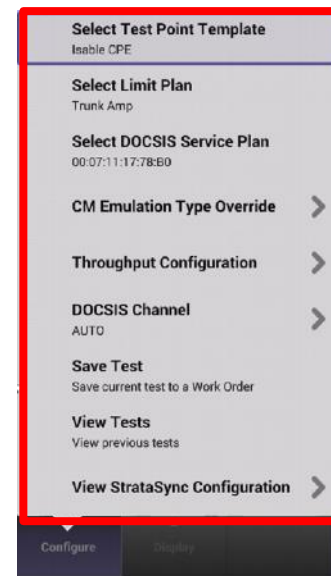 Select Test Point Template
Isable CPE
Select Limit Plan
Trunk Amp
Select DOCSIS Service Plan
00:07:11:17:78:B0
CM Emulation Type Override
Throughput Configuration
DOCSIS Channel
AUTO
Save Test
Save current test to a Work Order
View Tests
View previous tests
View StrataSync Configuration
Configure
Display